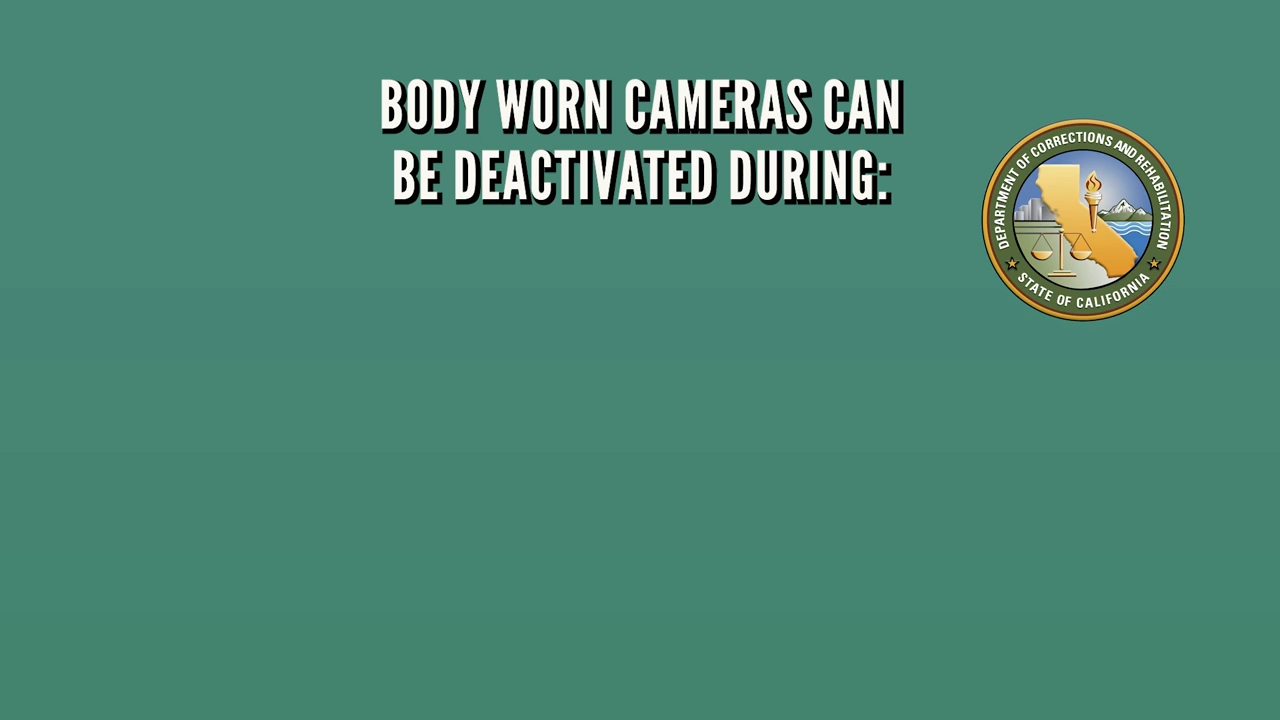 BODY WORN CAMERAS CAN
BE DEACTIVATED DURING:
DEPARTMENT OF CORRECTIONS AND REHABILITATION
STATE OF CALIFORNIA